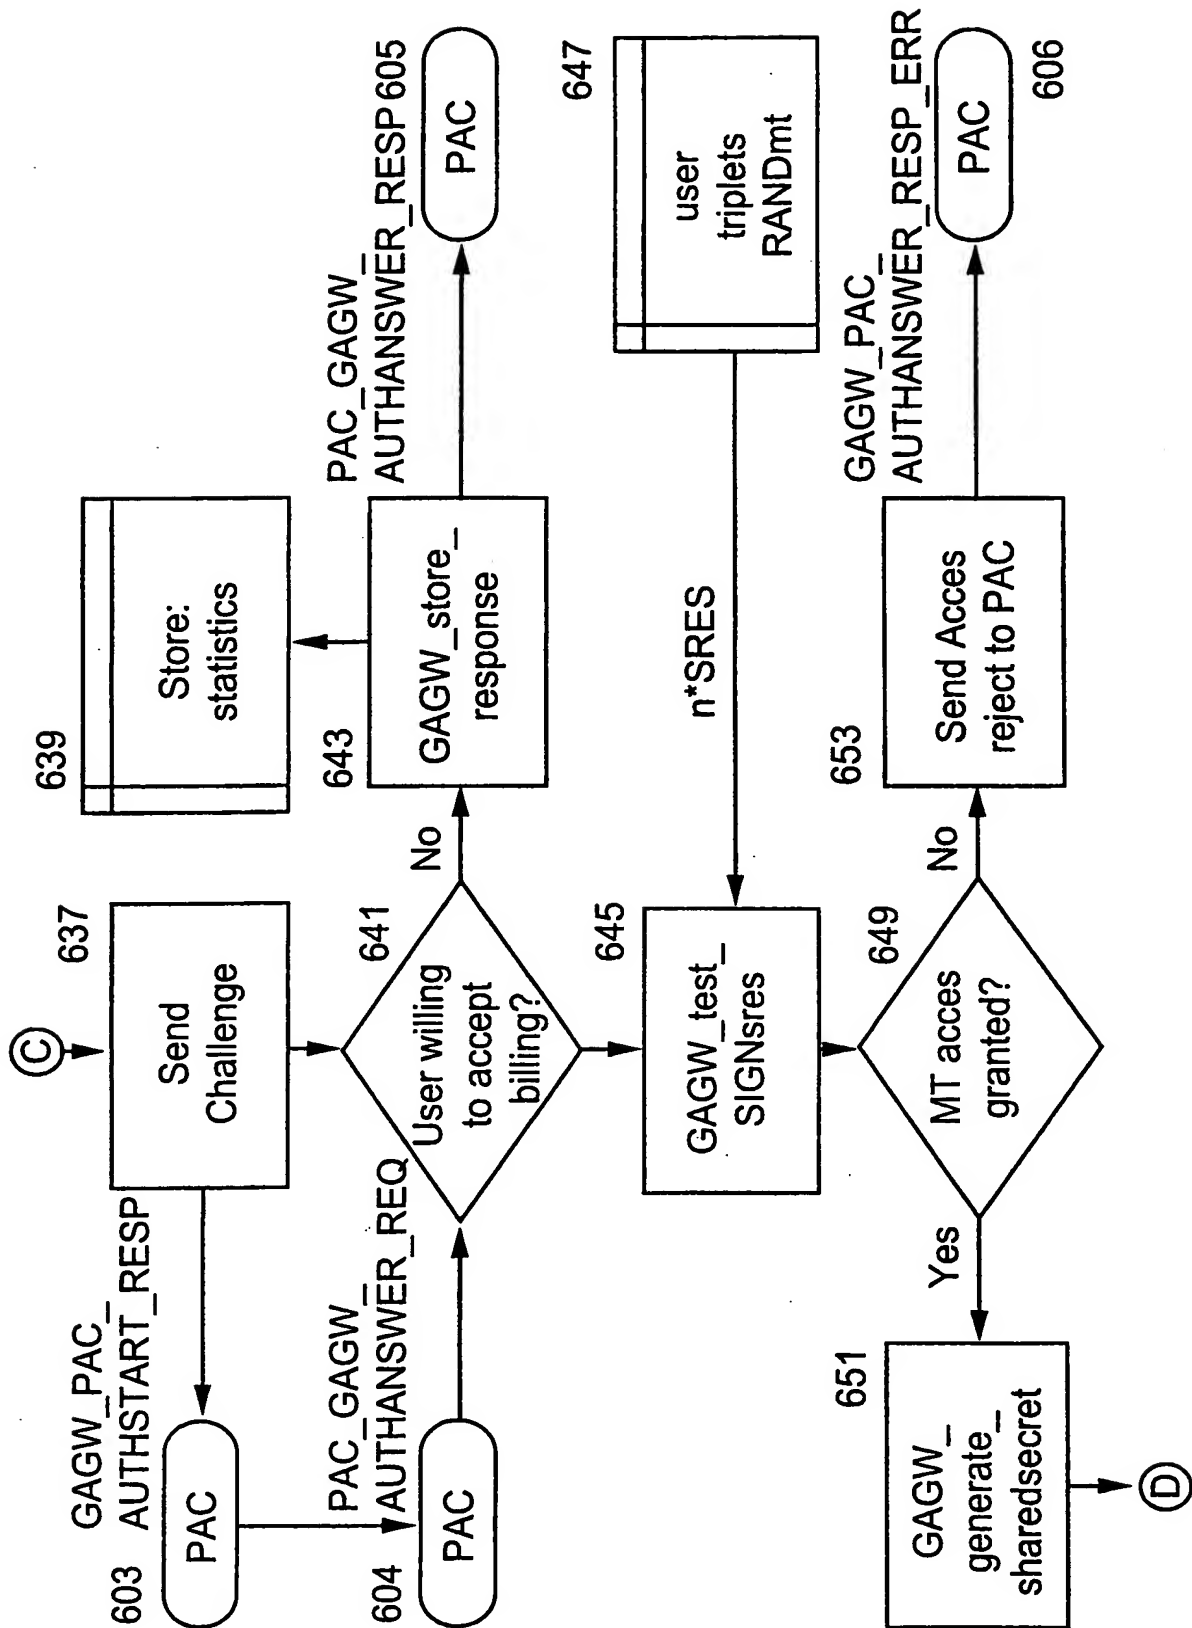 C
637
Send
Challenge
GAGW_PAC_
AUTHSTART_RESP
603
PAC
604
PAC
PAC_GAGW_
AUTHANSWER_REQ
641
User willing
to accept
billing?
No
643
GAGW_store_
response
639
Store:
statistics
PAC_GAGW_
AUTHANSWER_RESP
605
PAC
645
GAGW_test_
SIGNsres
n*SRES
647
user
triplets
RANDmt
649
MT acces
granted?
No
653
Send Acces
reject to PAC
GAGW_PAC_
AUTHANSWER_RESP_ERR
PAC
606
Yes
651
GAGW_
generate_
sharedsecret
D